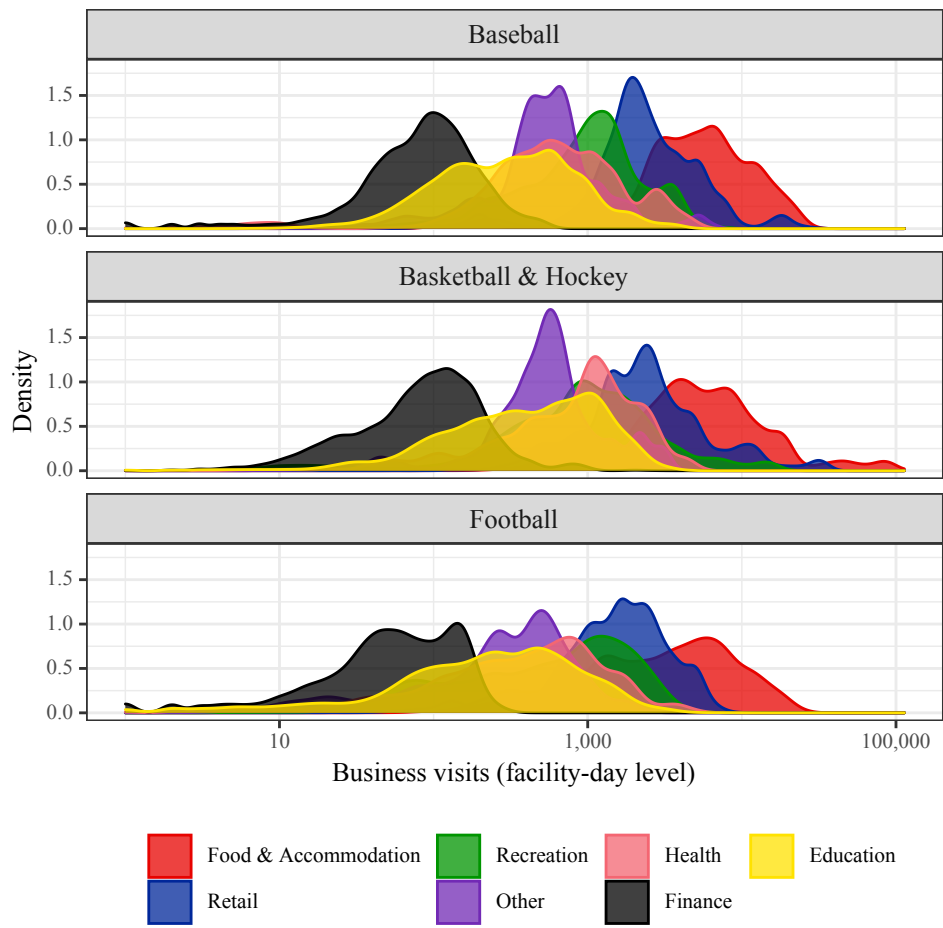 Baseball
1.5
1.0
0.5
0.0
Basketball & Hockey
1.5
1.0
0.5
0.0
Density
Football
1.5
1.0
0.5
0.0
10 1,000 100,000
Business visits (facility-day level)
Food & Accommodation Recreation Health Education
Retail Other Finance